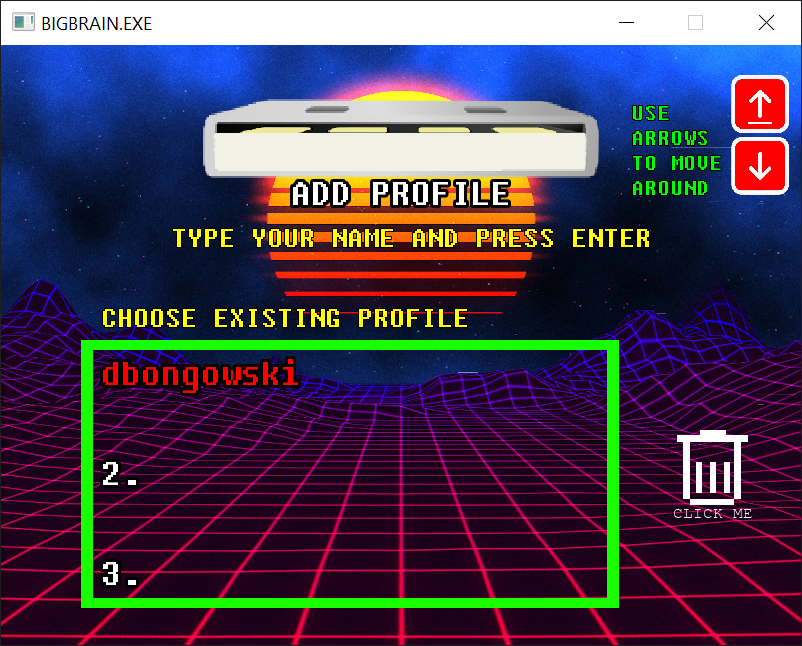 BIGBRAIN.EXE
USE
ARROWS
TO MOVE
AROUND
ADD PROFILE
TYPE YOUR NAME AND PRESS ENTER
CHOOSE EXISTING PROFILE
dbongowski
2.
3.
CLICK ME